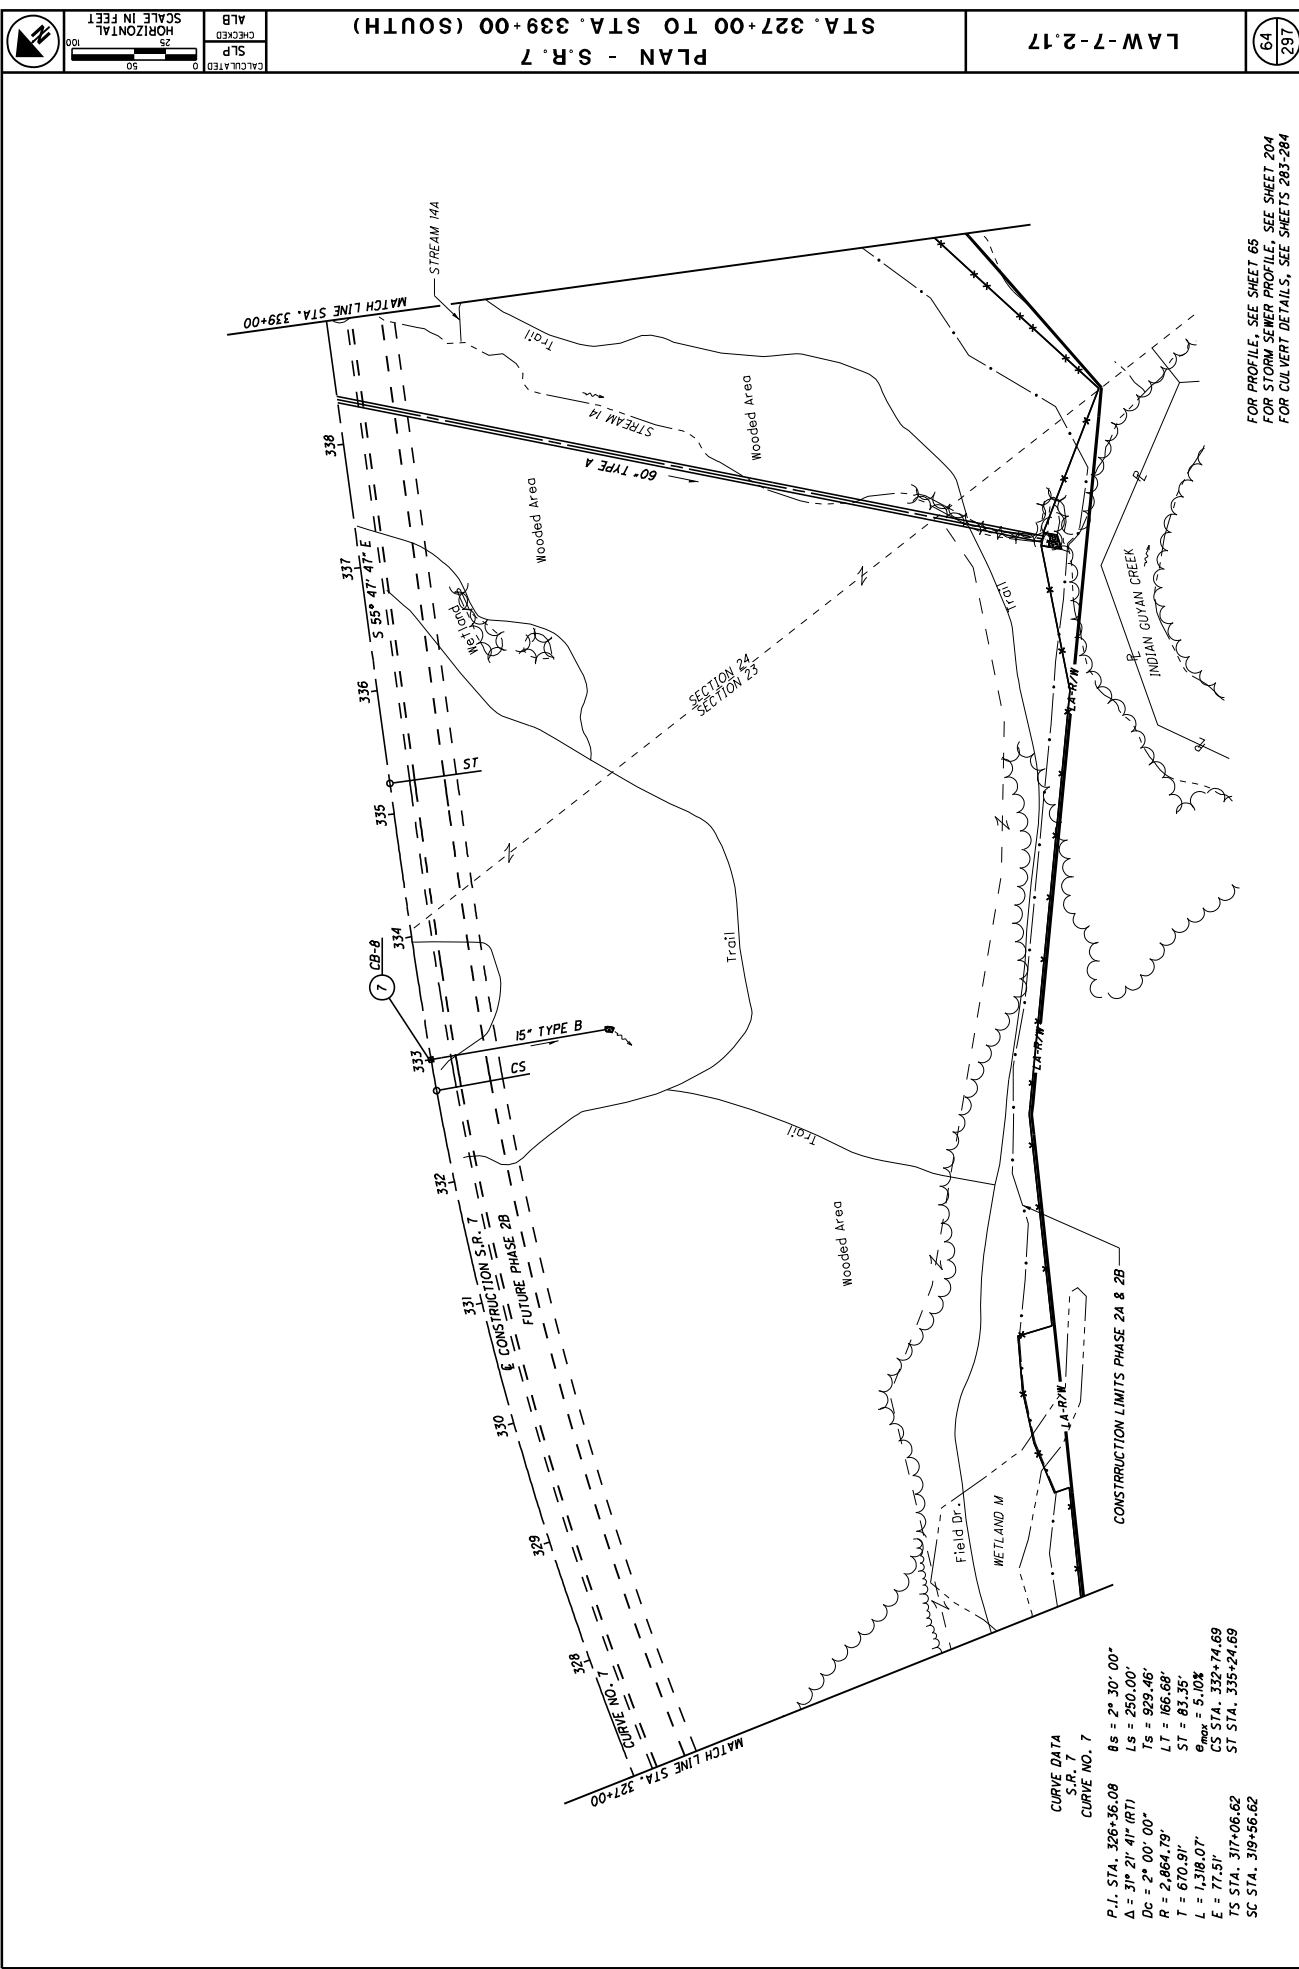 CALCULATED
SLP
CHECKED
ALB
HORIZONTAL
SCALE IN FEET
0
25
50
100
PLAN - S.R. 7
STA. 327+00 TO STA. 339+00 (SOUTH)
LAW-7-2.17
64
297
FOR PROFILE, SEE SHEET 65
FOR STORM SEWER PROFILE, SEE SHEET 204
FOR CULVERT DETAILS, SEE SHEETS 283-284
MATCH LINE STA. 339+00
STREAM 14A
Trail
STREAM 14
Wooded Area
60" TYPE A
Wooded Area
338
337
S 55° 47' 47" E
336
335
334
333
332
331
330
329
328
Wetland
ST
SECTION 24
SECTION 23
Trail
INDIAN GUYAN CREEK
LA-R/W
CB-8
7
15" TYPE B
CS
Trail
Trail
LA-R/W
℄ CONSTRUCTION S.R. 7
FUTURE PHASE 2B
Wooded Area
CONSTRRUCTION LIMITS PHASE 2A & 2B
LA-R/W
Field Dr.
WETLAND M
CURVE NO. 7
MATCH LINE STA. 327+00
CURVE DATA
S.R. 7
CURVE NO. 7
P.I. STA. 326+36.08
Δ = 31° 21' 41" (RT)
Dc = 2° 00' 00"
R = 2,864.79'
T = 670.91'
L = 1,318.07'
E = 77.51'
TS STA. 317+06.62
SC STA. 319+56.62
θs = 2° 30' 00"
Ls = 250.00'
Ts = 929.46'
LT = 166.68'
ST = 83.35'
emax = 5.10%
CS STA. 332+74.69
ST STA. 335+24.69